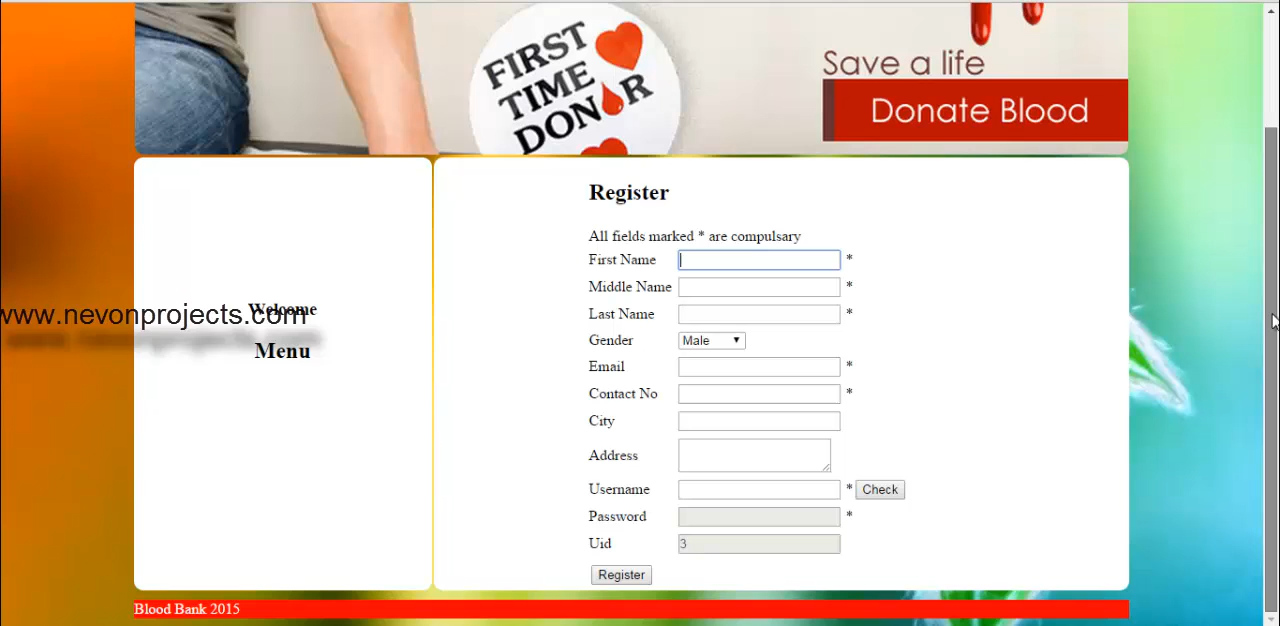 FIRST
TIME
DONOR
Save a life
Donate Blood
Register
All fields marked * are compulsary
First Name *
Middle Name *
Last Name *
Gender Male
Email *
Contact No *
City
Address
Username * Check
Password *
Uid 3
Register
Welcome
www.nevonprojects.com
Menu
Blood Bank 2015